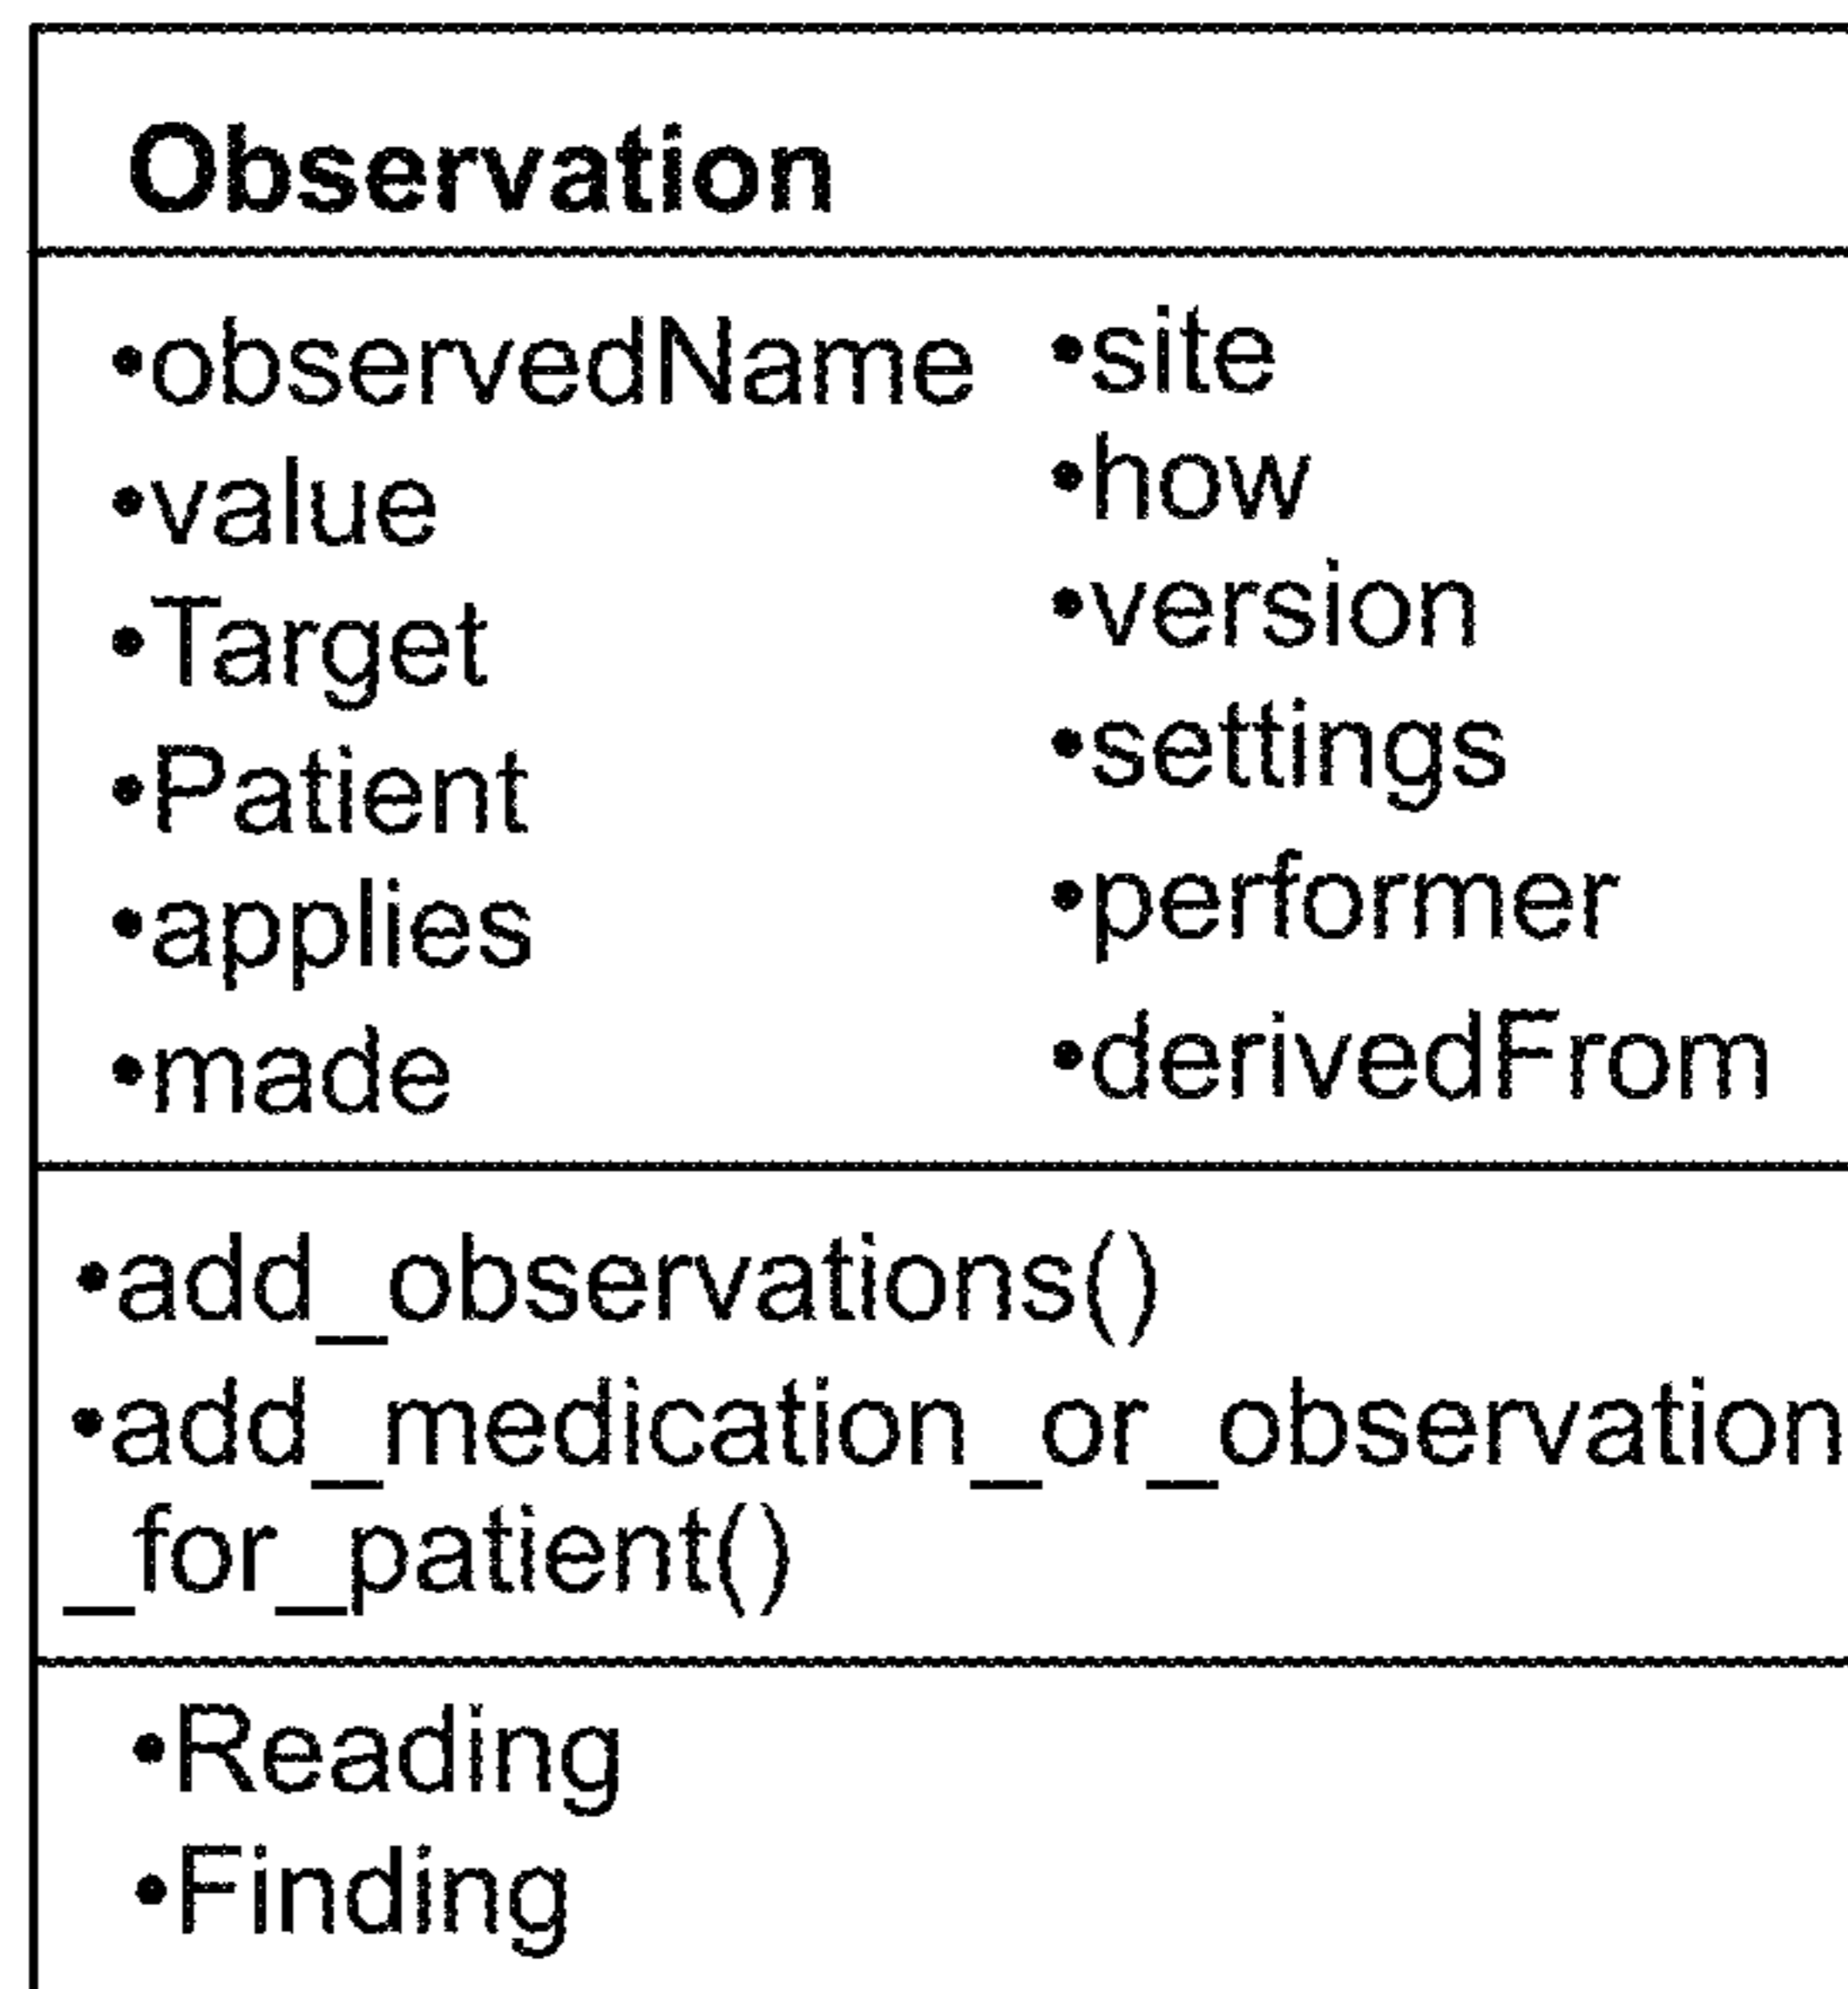 Observation
•observedName
•value
•Target
•Patient
•applies
•made
•site
•how
•version
•settings
•performer
•derivedFrom
•add_observations()
•add_medication_or_observation
_for_patient()
•Reading
•Finding